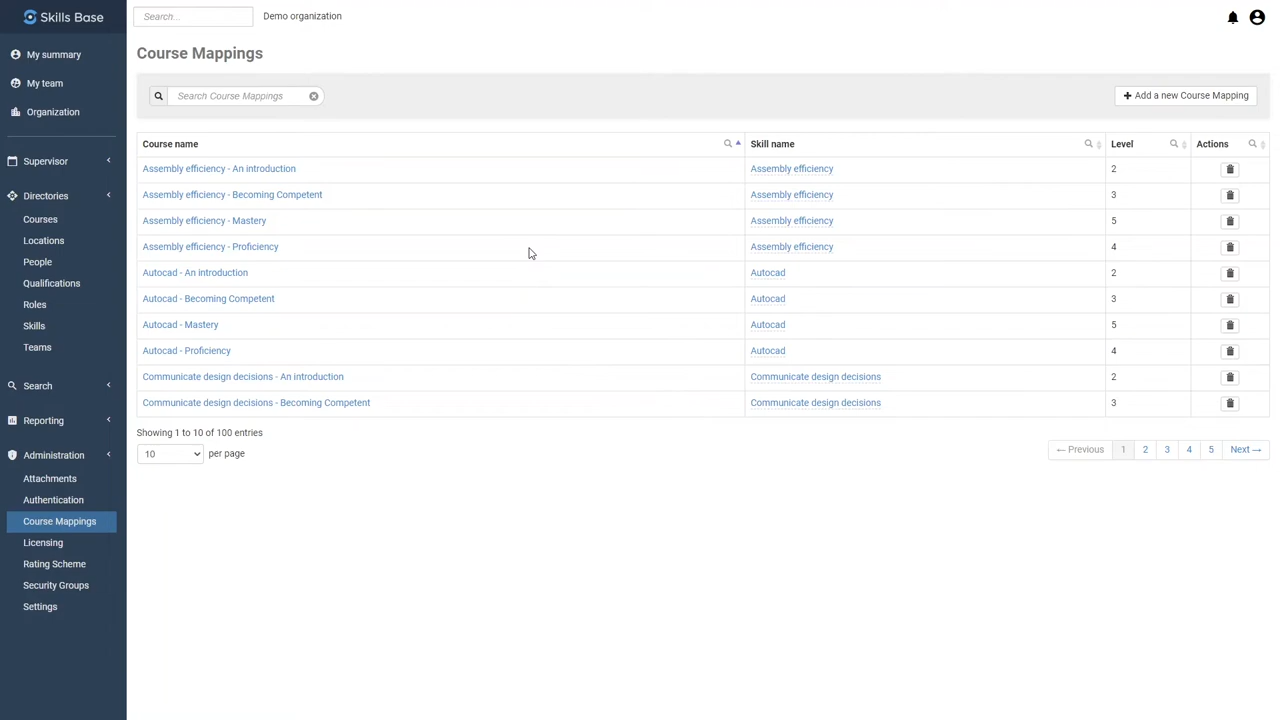 Skills Base
Search...
Demo organization
My summary
My team
Organization
Supervisor
Directories
Courses
Locations
People
Qualifications
Roles
Skills
Teams
Search
Reporting
Administration
Attachments
Authentication
Course Mappings
Licensing
Rating Scheme
Security Groups
Settings
Course Mappings
Search Course Mappings
Add a new Course Mapping
Course name Skill name Level Actions
Assembly efficiency - An introduction Assembly efficiency 2
Assembly efficiency - Becoming Competent Assembly efficiency 3
Assembly efficiency - Mastery Assembly efficiency 5
Assembly efficiency - Proficiency Assembly efficiency 4
Autocad - An introduction Autocad 2
Autocad - Becoming Competent Autocad 3
Autocad - Mastery Autocad 5
Autocad - Proficiency Autocad 4
Communicate design decisions - An introduction Communicate design decisions 2
Communicate design decisions - Becoming Competent Communicate design decisions 3
Showing 1 to 10 of 100 entries
10 per page
← Previous 1 2 3 4 5 Next →